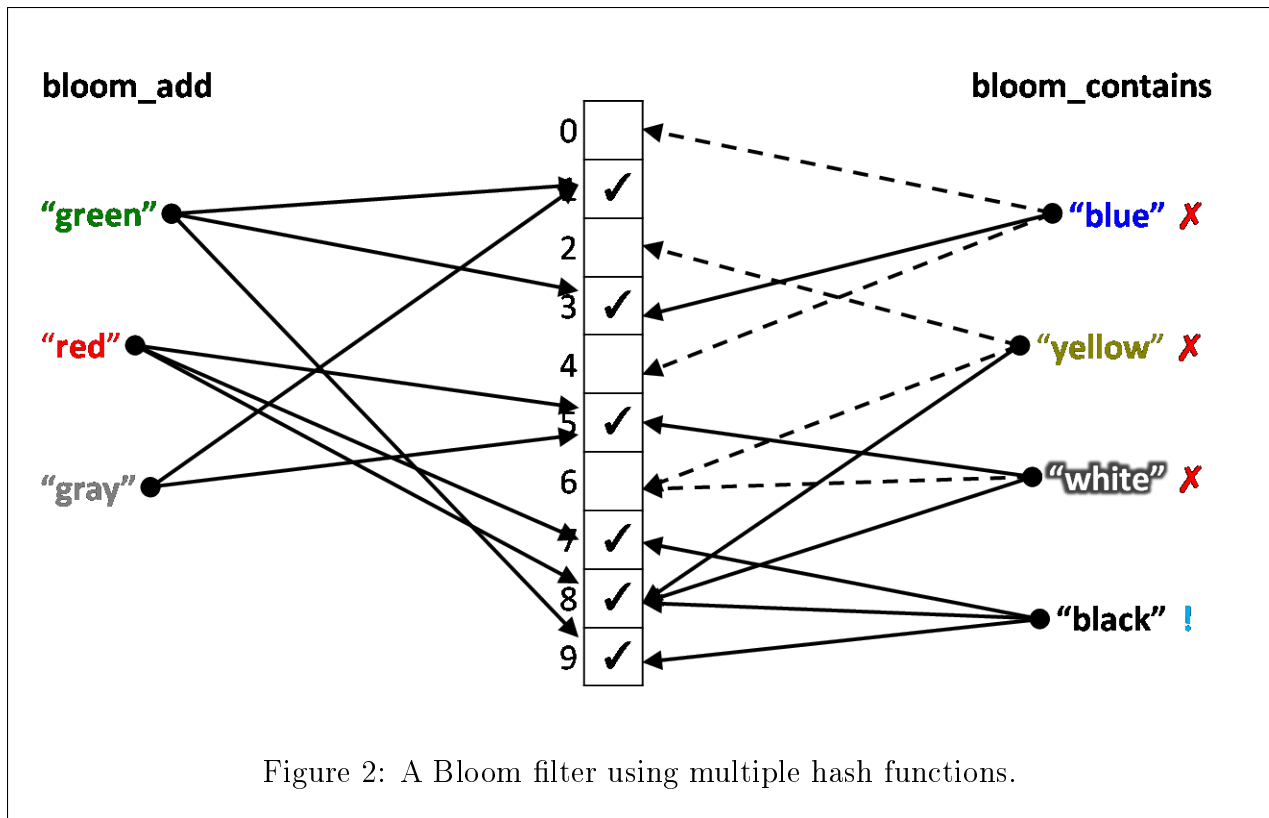 bloom_add
bloom_contains
“green”
“red”
“gray”
0
1
2
3
4
5
6
7
8
9
✓
✓
✓
✓
✓
✓
“blue” ✗
“yellow” ✗
“white” ✗
“black” !
Figure 2: A Bloom filter using multiple hash functions.